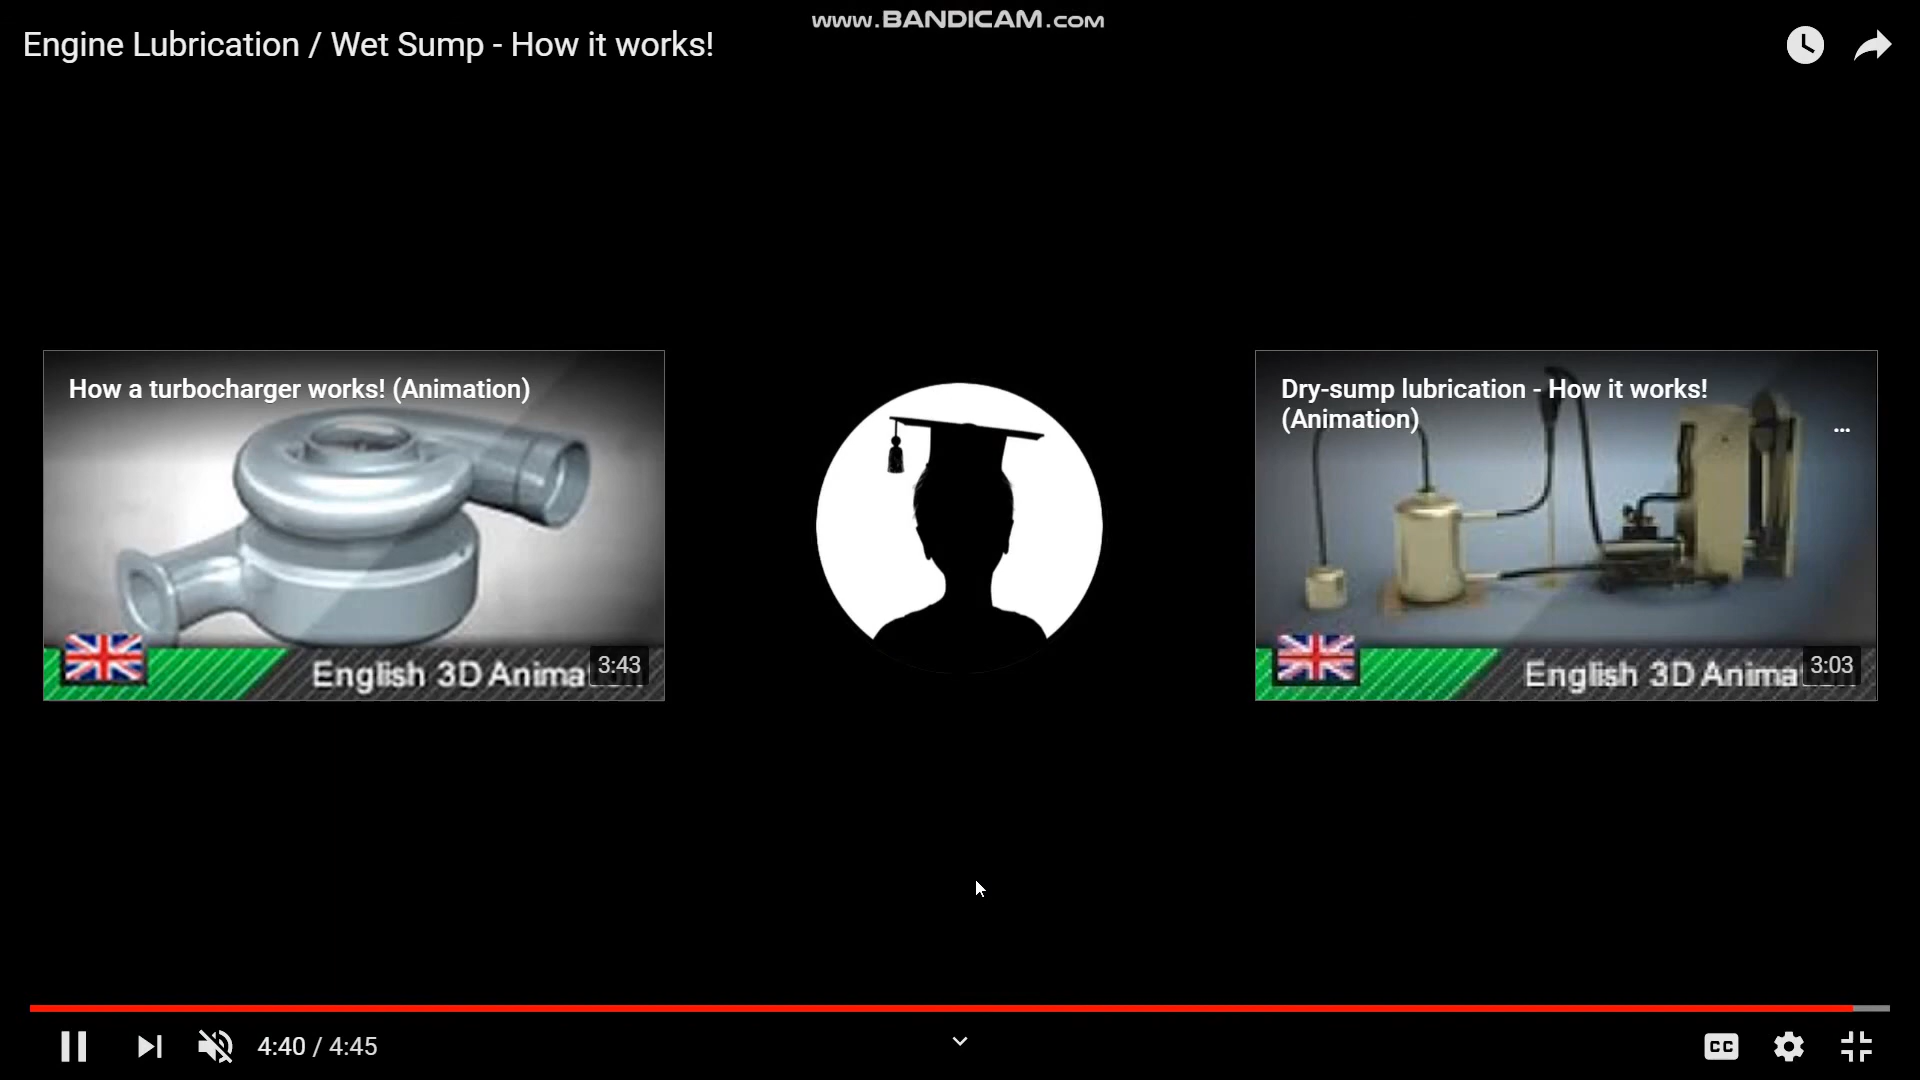 www.BANDICAM.com
Engine Lubrication / Wet Sump - How it works!
How a turbocharger works! (Animation)
English 3D Anima
3:43
Dry-sump lubrication - How it works!
(Animation)
...
English 3D Anima
3:03
4:40 / 4:45
CC